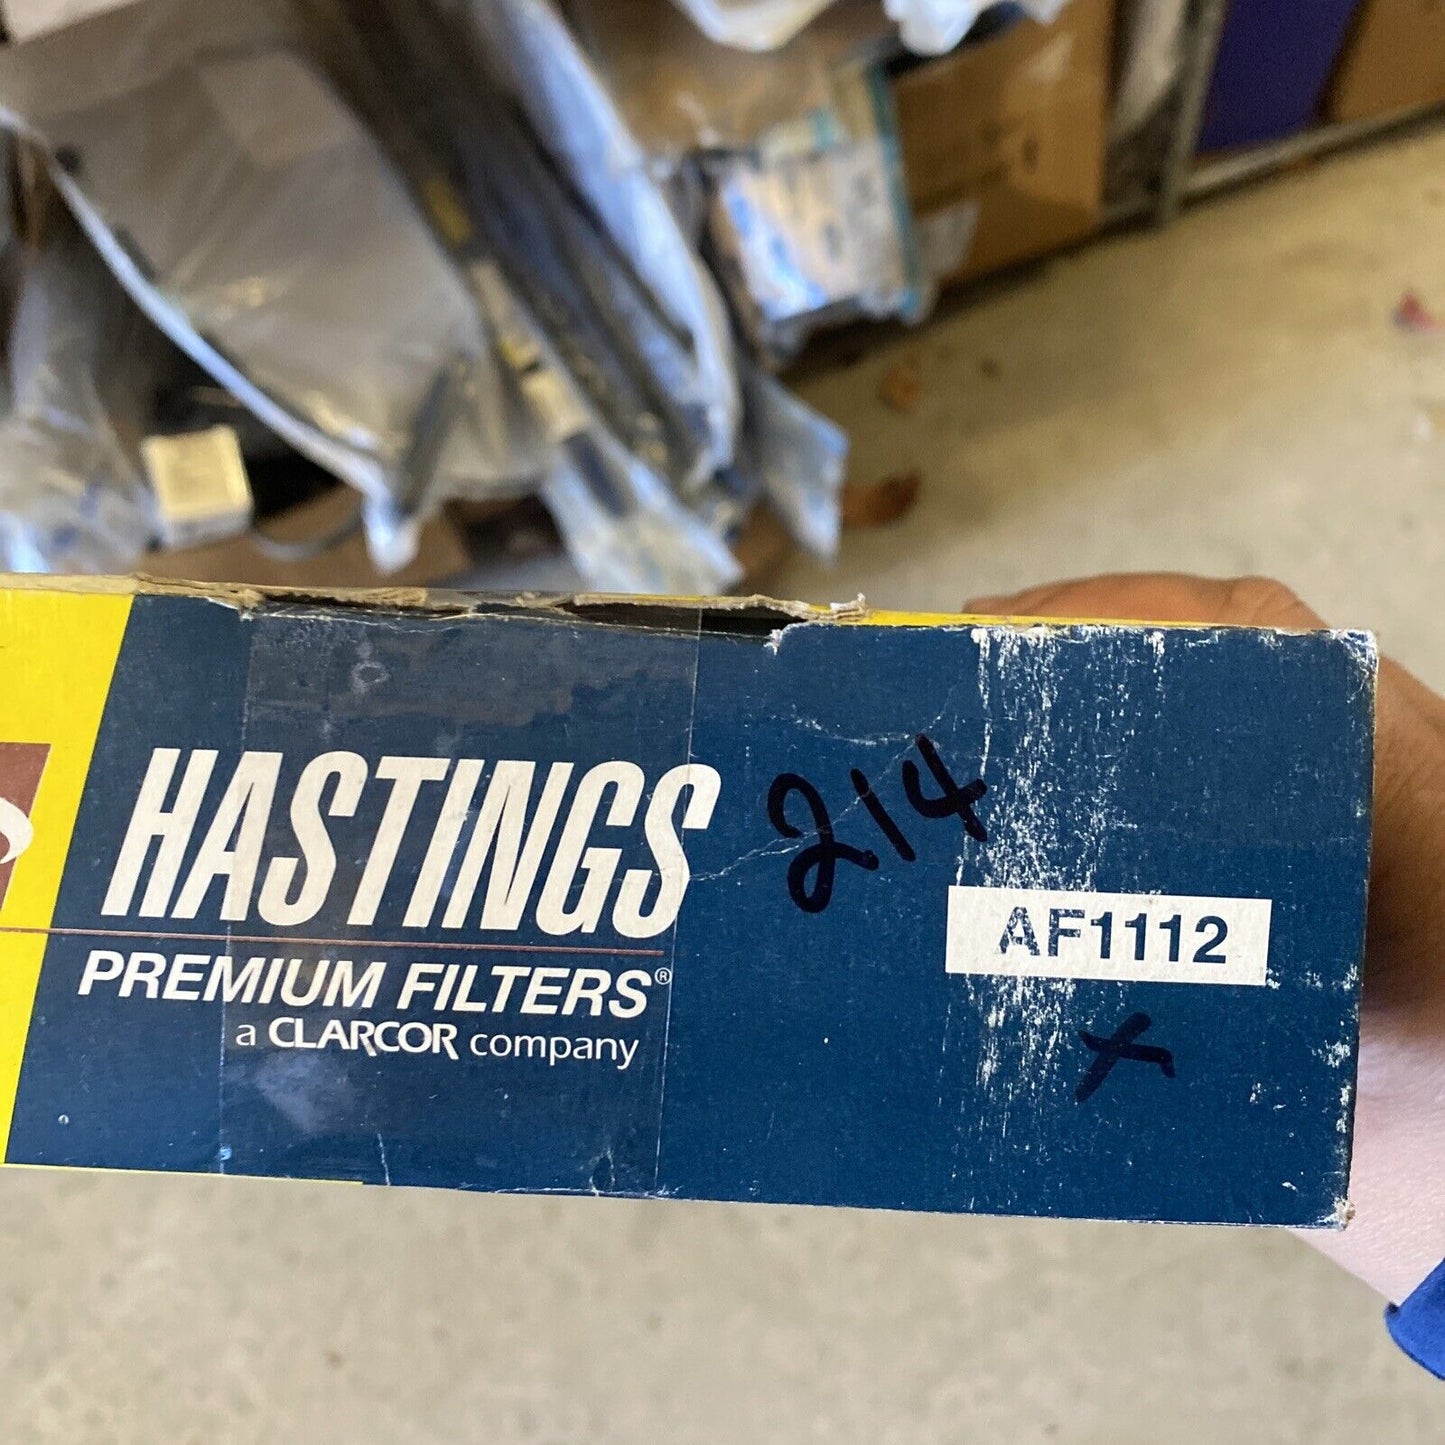 HASTINGS
PREMIUM FILTERS®
a CLARCOR company
214
AF1112
x